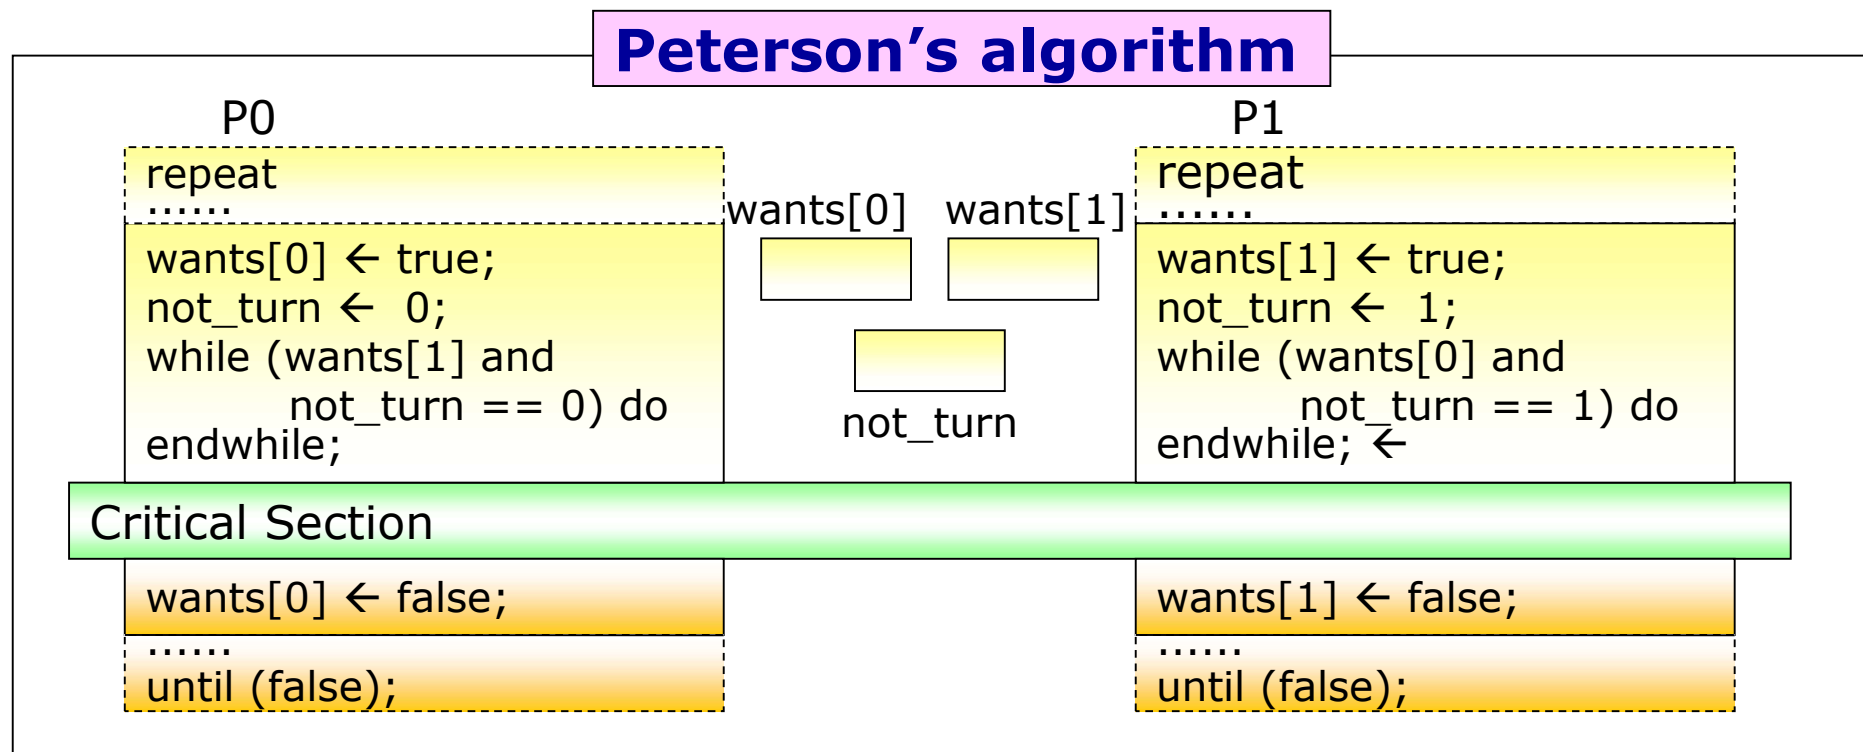 Peterson’s algorithm
P0
repeat
......
wants[0] ← true;
not_turn ← 0;
while (wants[1] and
not_turn == 0) do
endwhile;
wants[0] wants[1]
not_turn
P1
repeat
......
wants[1] ← true;
not_turn ← 1;
while (wants[0] and
not_turn == 1) do
endwhile; ←
Critical Section
wants[0] ← false;
......
until (false);
wants[1] ← false;
......
until (false);